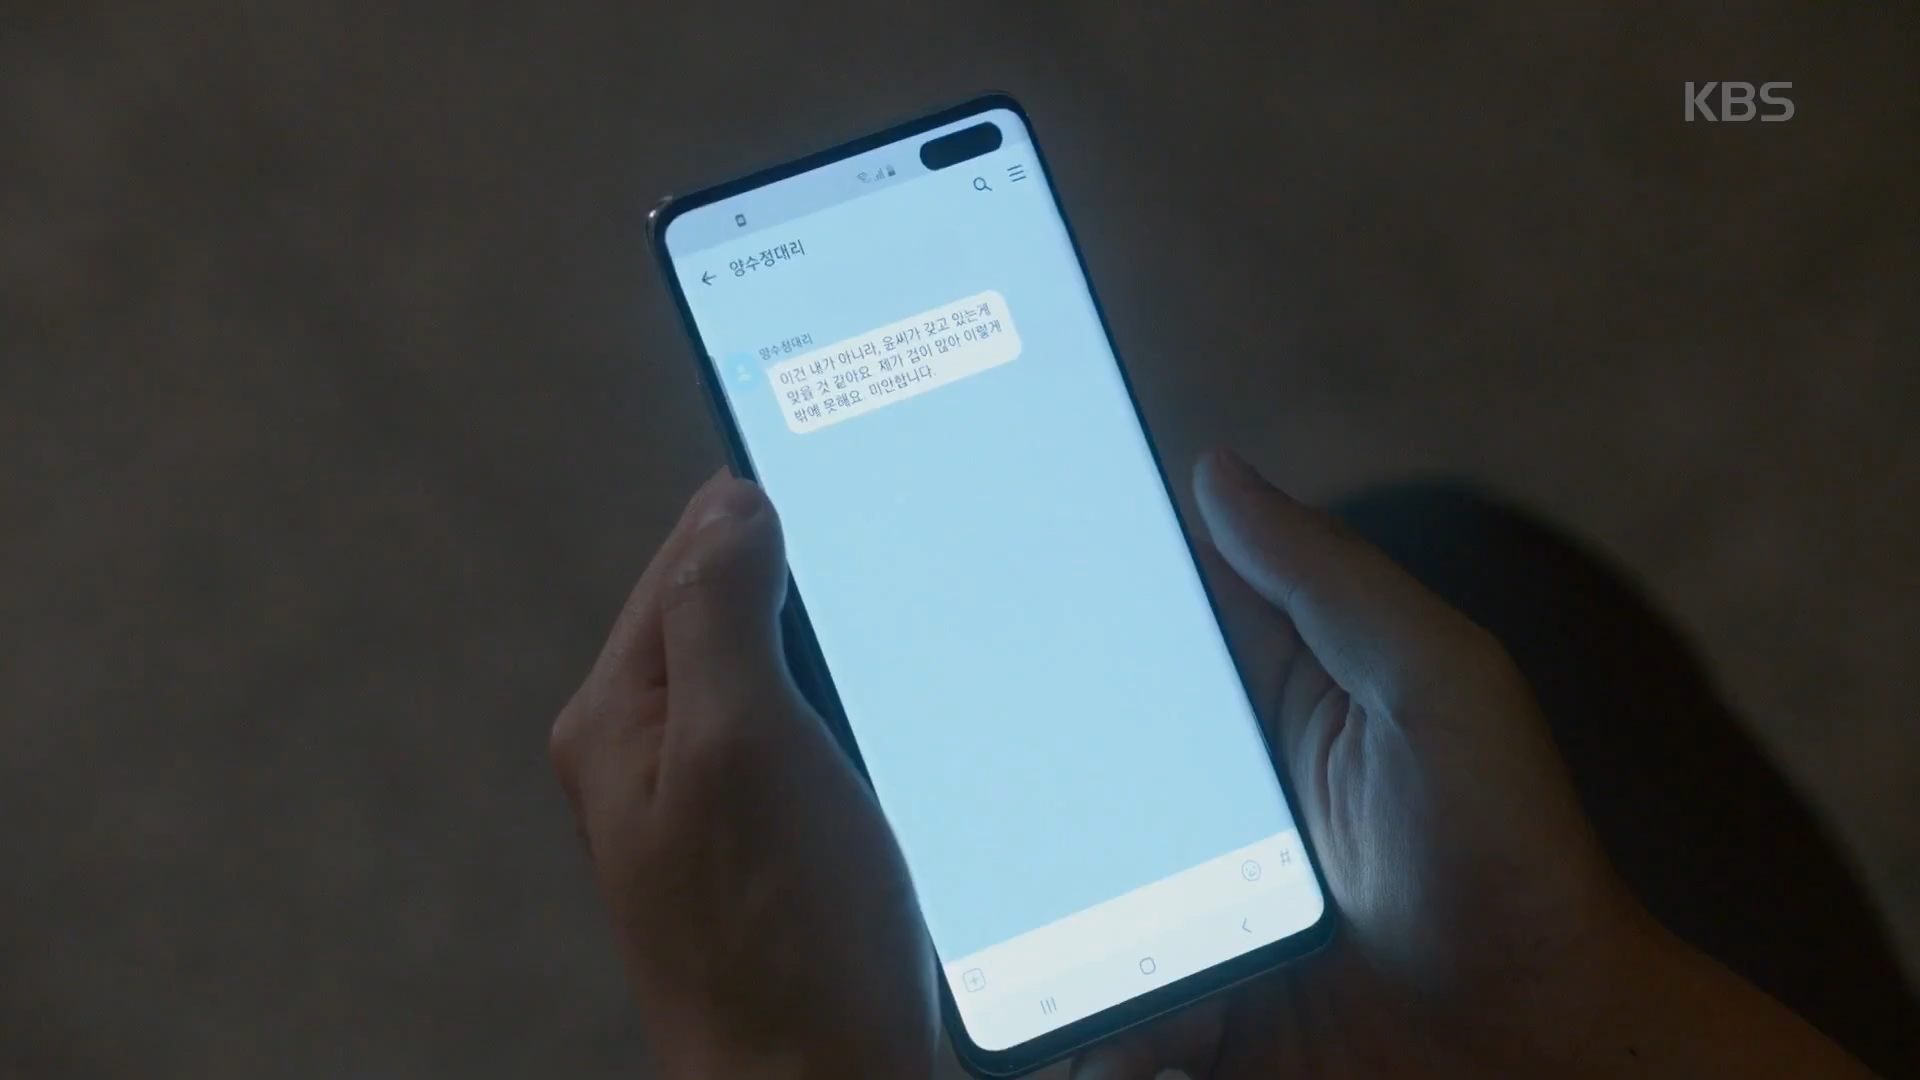 KBS
양수정대리
양수정대리
이건 내가 아니라, 윤씨가 갖고 있는게
맞을 것 같아요. 제가 겁이 많아 이렇게
밖에 못해요. 미안합니다.